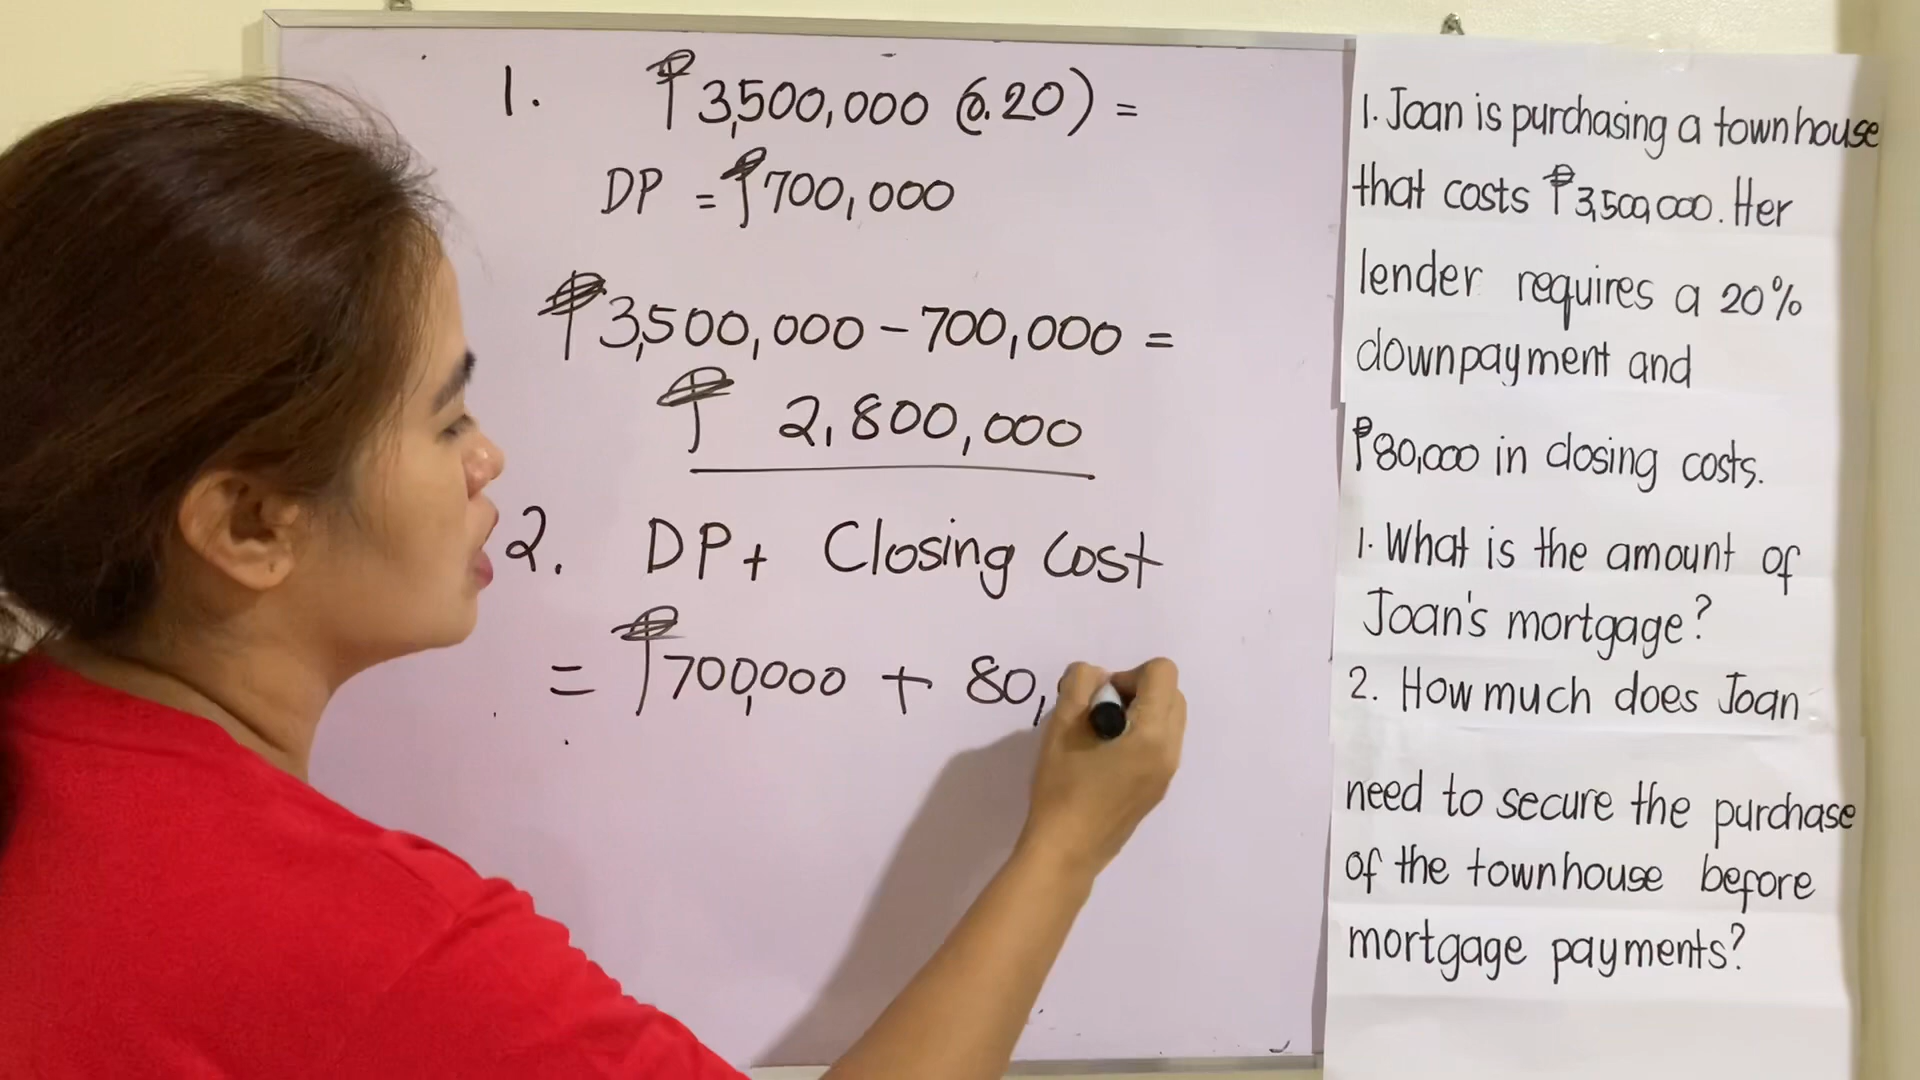 1. ₱3,500,000 (0.20) =
DP = ₱700,000
₱3,500,000 - 700,000 =
₱ 2,800,000
2. DP + Closing Cost
= ₱700,000 + 80,
1. Joan is purchasing a townhouse
that costs ₱3,500,000. Her
lender requires a 20%
downpayment and
₱80,000 in closing costs.
1. What is the amount of
Joan's mortgage?
2. How much does Joan
need to secure the purchase
of the townhouse before
mortgage payments?